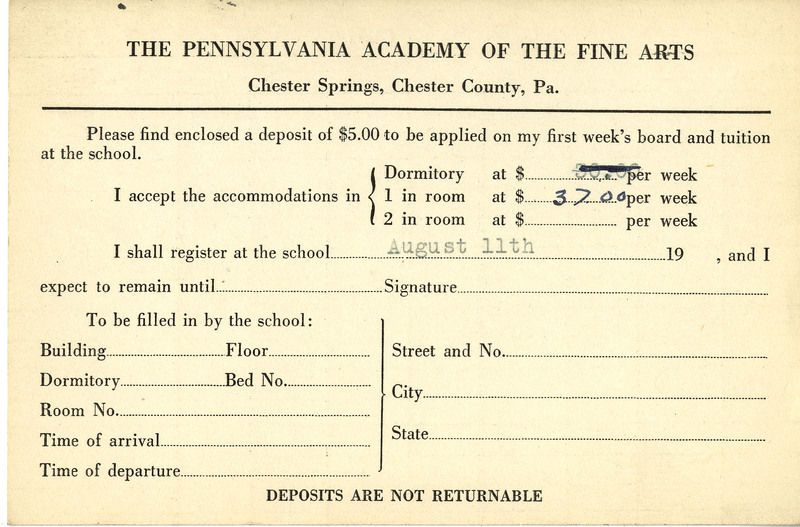 THE PENNSYLVANIA ACADEMY OF THE FINE ARTS
Chester Springs, Chester County, Pa.
Please find enclosed a deposit of $5.00 to be applied on my first week's board and tuition
at the school.
Dormitory at $ per week
I accept the accommodations in 1 in room at $ 37 00 per week
2 in room at $ per week
I shall register at the school August 11th 19 , and I
expect to remain until Signature
To be filled in by the school:
Building Floor
Street and No.
Dormitory Bed No.
City
Room No.
Time of arrival
State
Time of departure
DEPOSITS ARE NOT RETURNABLE